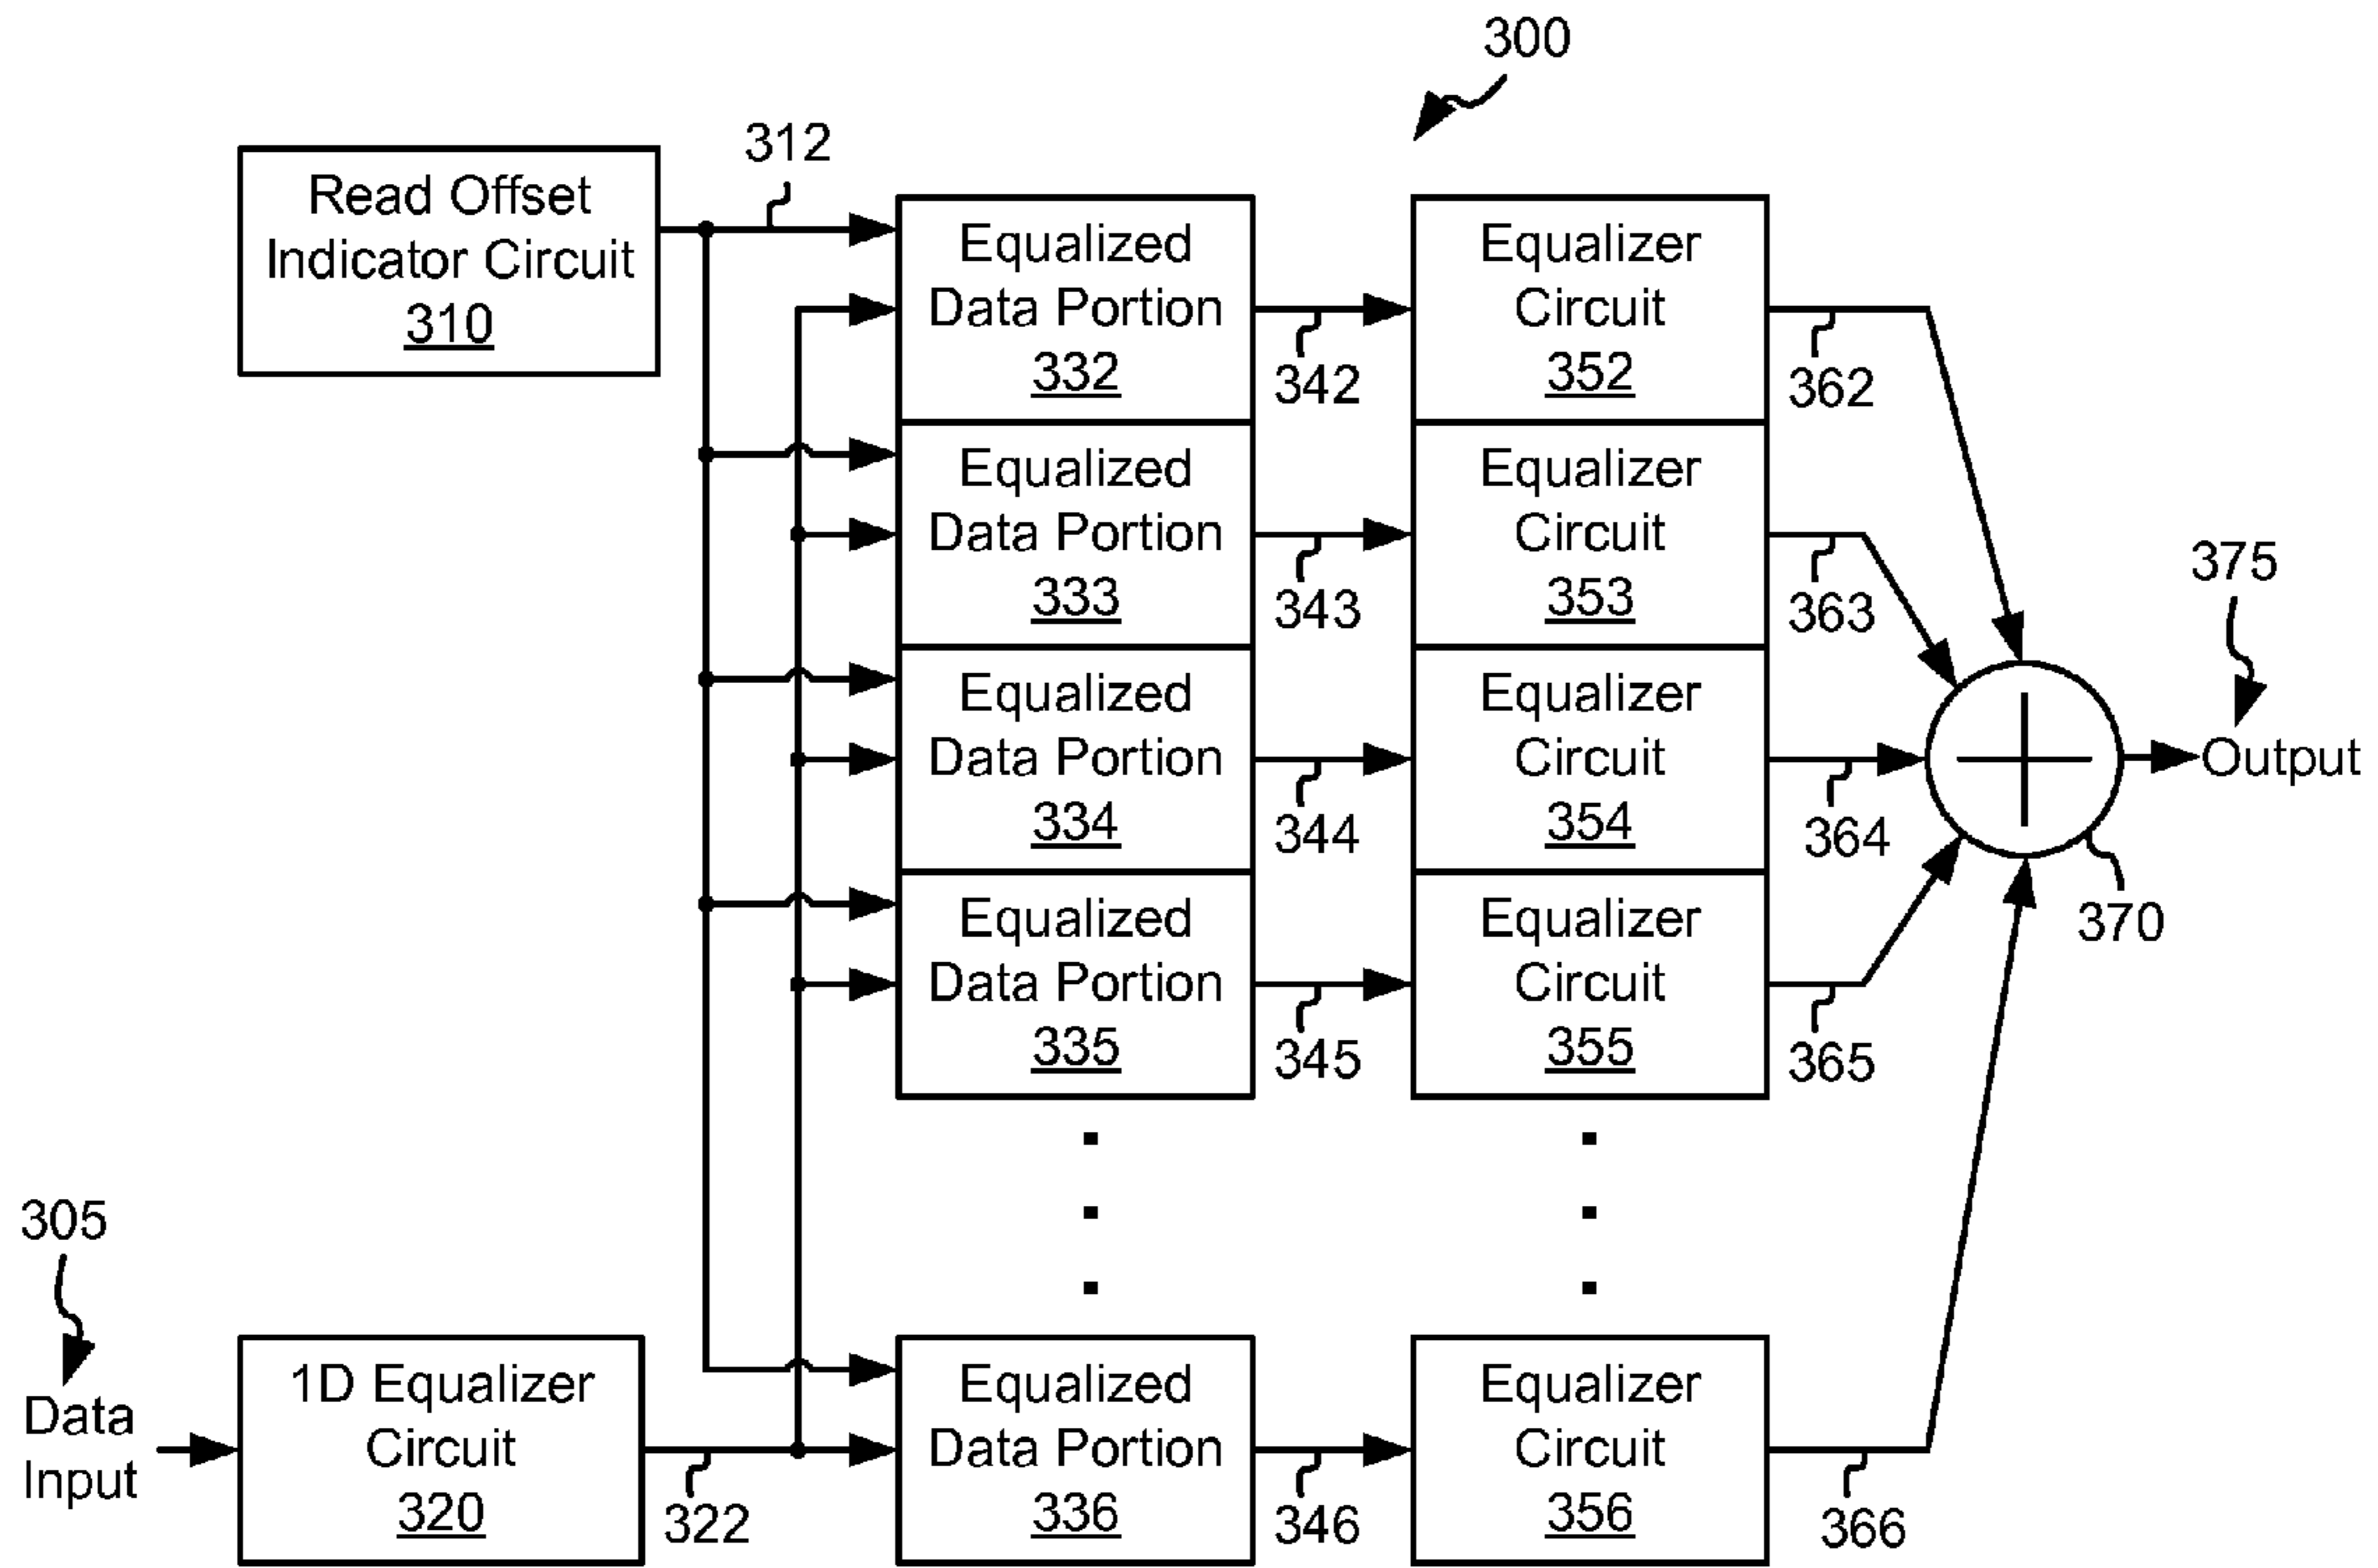 300
312
Read Offset
Indicator Circuit
310
Equalized
Data Portion
332
342
Equalizer
Circuit
352
362
Equalized
Data Portion
333
343
Equalizer
Circuit
353
363
375
Equalized
Data Portion
334
344
Equalizer
Circuit
354
364
Output
370
Equalized
Data Portion
335
345
Equalizer
Circuit
355
365
305
Data
Input
1D Equalizer
Circuit
320
322
Equalized
Data Portion
336
346
Equalizer
Circuit
356
366